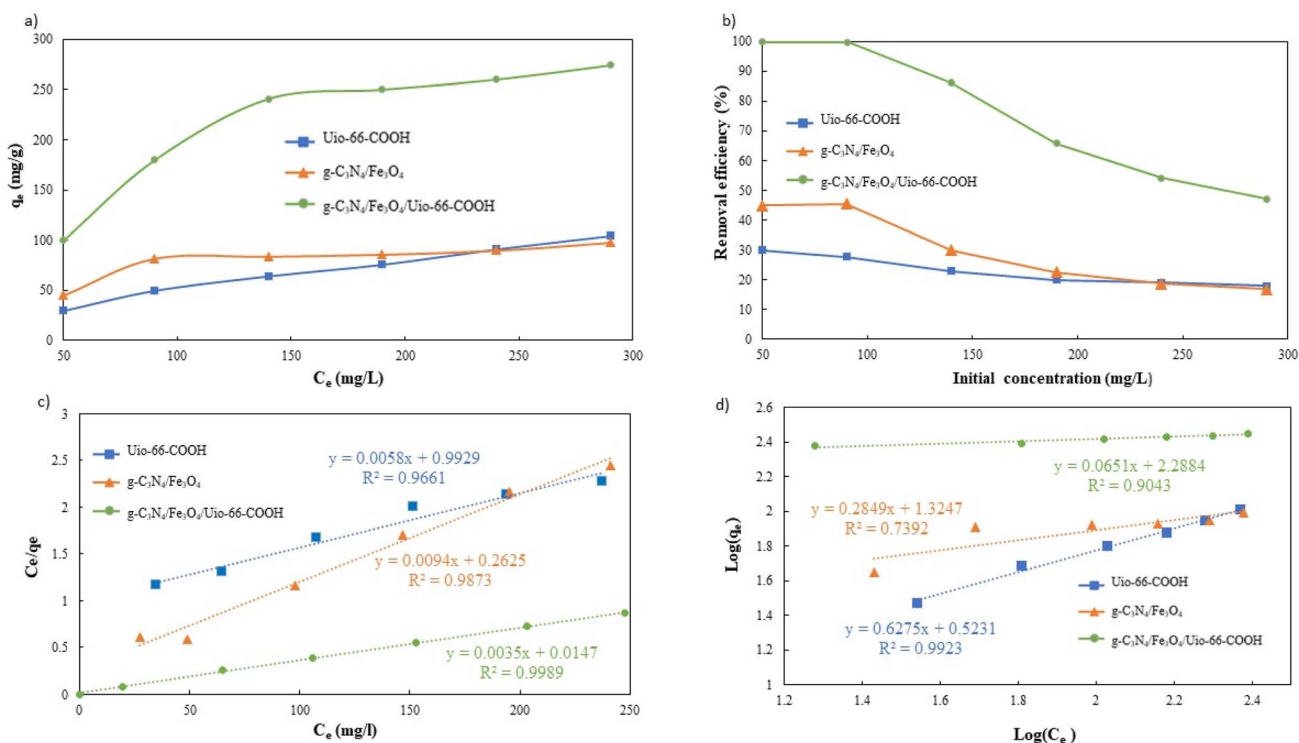 a)
300
250
200
150
100
50
0
qₑ (mg/g)
Uio-66-COOH
g-C₃N₄/Fe₃O₄
g-C₃N₄/Fe₃O₄/Uio-66-COOH
50 100 150 200 250 300
Cₑ (mg/L)
b)
100
90
80
70
60
50
40
30
20
10
0
Removal efficiency (%)
Uio-66-COOH
g-C₃N₄/Fe₃O₄
g-C₃N₄/Fe₃O₄/Uio-66-COOH
50 100 150 200 250 300
Initial concentration (mg/L)
c)
3
2.5
2
1.5
1
0.5
0
Ce/qe
Uio-66-COOH
g-C₃N₄/Fe₃O₄
g-C₃N₄/Fe₃O₄/Uio-66-COOH
y = 0.0058x + 0.9929
R² = 0.9661
y = 0.0094x + 0.2625
R² = 0.9873
y = 0.0035x + 0.0147
R² = 0.9989
0 50 100 150 200 250
Cₑ (mg/l)
d)
2.6
2.4
2.2
2
1.8
1.6
1.4
1.2
1
Log(qₑ)
y = 0.0651x + 2.2884
R² = 0.9043
y = 0.2849x + 1.3247
R² = 0.7392
Uio-66-COOH
g-C₃N₄/Fe₃O₄
g-C₃N₄/Fe₃O₄/Uio-66-COOH
y = 0.6275x + 0.5231
R² = 0.9923
1.2 1.4 1.6 1.8 2 2.2 2.4
Log(Cₑ )